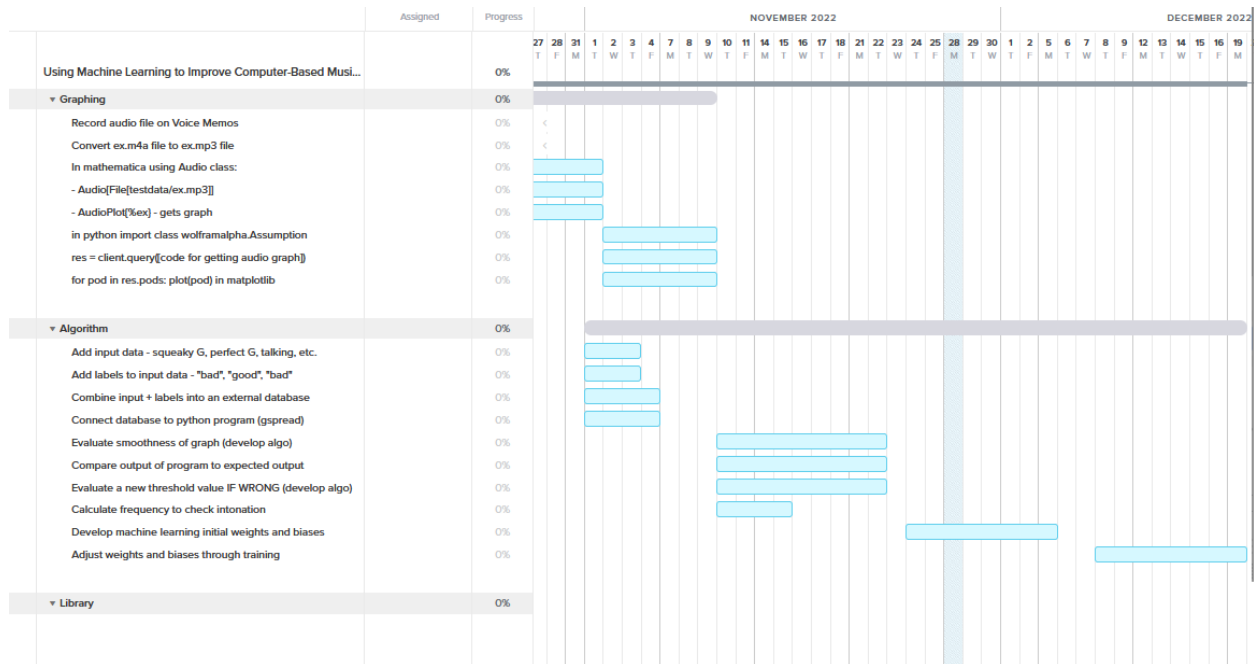 Assigned Progress NOVEMBER 2022 DECEMBER 2022
27 28 31 1 2 3 4 7 8 9 10 11 14 15 16 17 18 21 22 23 24 25 28 29 30 1 2 5 6 7 8 9 12 13 14 15 16 19
T F M T W T F M T W T F M T W T F M T W T F M T W T F M T W T F M T W T F M
Using Machine Learning to Improve Computer-Based Musi... 0%
Graphing 0%
Record audio file on Voice Memos 0%
Convert ex.m4a file to ex.mp3 file 0%
In mathematica using Audio class: 0%
- Audio[File[testdata/ex.mp3]] 0%
- AudioPlot[%ex] - gets graph 0%
in python import class wolframalpha.Assumption 0%
res = client.query([code for getting audio graph]) 0%
for pod in res.pods: plot(pod) in matplotlib 0%
Algorithm 0%
Add input data - squeaky G, perfect G, talking, etc. 0%
Add labels to input data - "bad", "good", "bad" 0%
Combine input + labels into an external database 0%
Connect database to python program (gspread) 0%
Evaluate smoothness of graph (develop algo) 0%
Compare output of program to expected output 0%
Evaluate a new threshold value IF WRONG (develop algo) 0%
Calculate frequency to check intonation 0%
Develop machine learning initial weights and biases 0%
Adjust weights and biases through training 0%
Library 0%